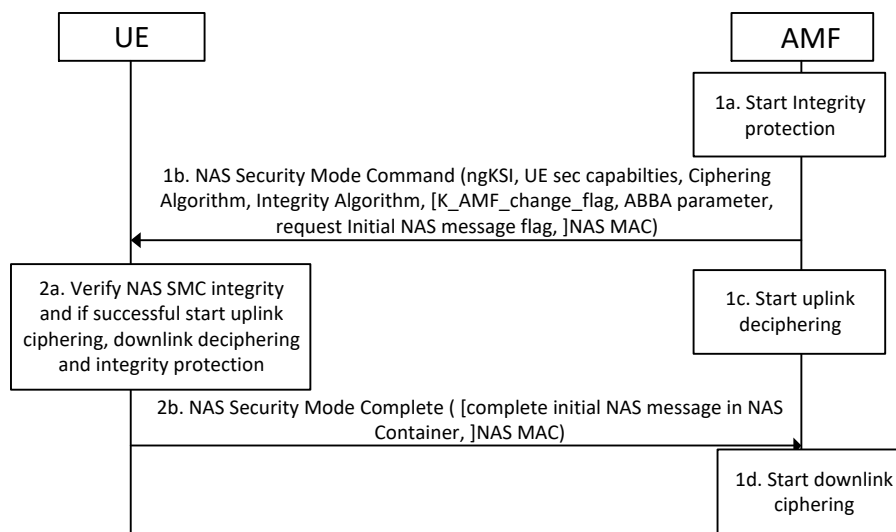 UE
AMF
1a. Start Integrity
protection
1b. NAS Security Mode Command (ngKSI, UE sec capabilties, Ciphering
Algorithm, Integrity Algorithm, [K_AMF_change_flag, ABBA parameter,
request Initial NAS message flag, ]NAS MAC)
2a. Verify NAS SMC integrity
and if successful start uplink
ciphering, downlink deciphering
and integrity protection
1c. Start uplink
deciphering
2b. NAS Security Mode Complete ( [complete initial NAS message in NAS
Container, ]NAS MAC)
1d. Start downlink
ciphering